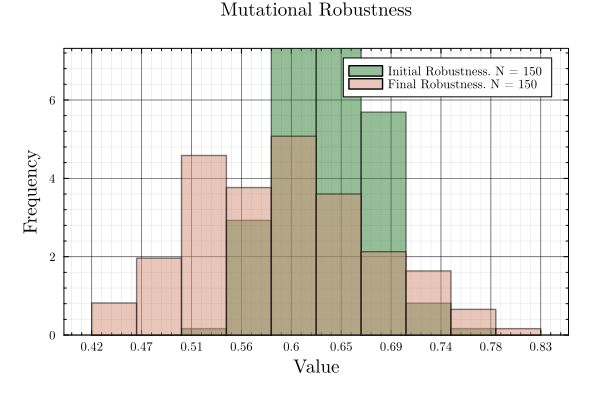 Mutational Robustness
Initial Robustness. N = 150
Final Robustness. N = 150
Frequency
6
4
2
0
0.42 0.47 0.51 0.56 0.6 0.65 0.69 0.74 0.78 0.83
Value